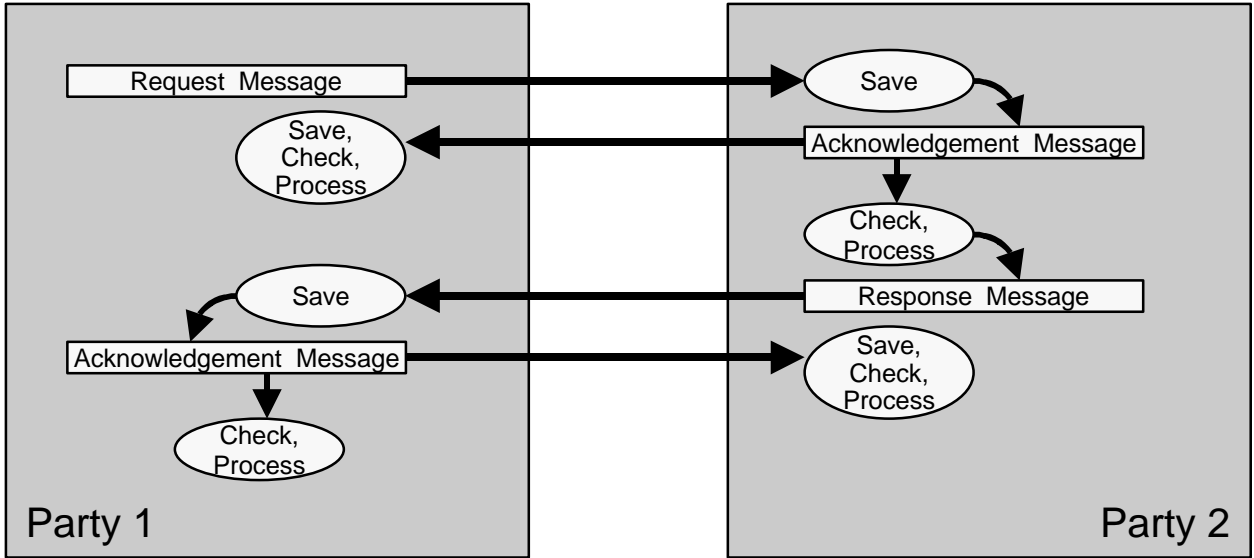 Request Message
Save
Save,
Check,
Process
Acknowledgement Message
Check,
Process
Save
Response Message
Acknowledgement Message
Save,
Check,
Process
Check,
Process
Party 1
Party 2